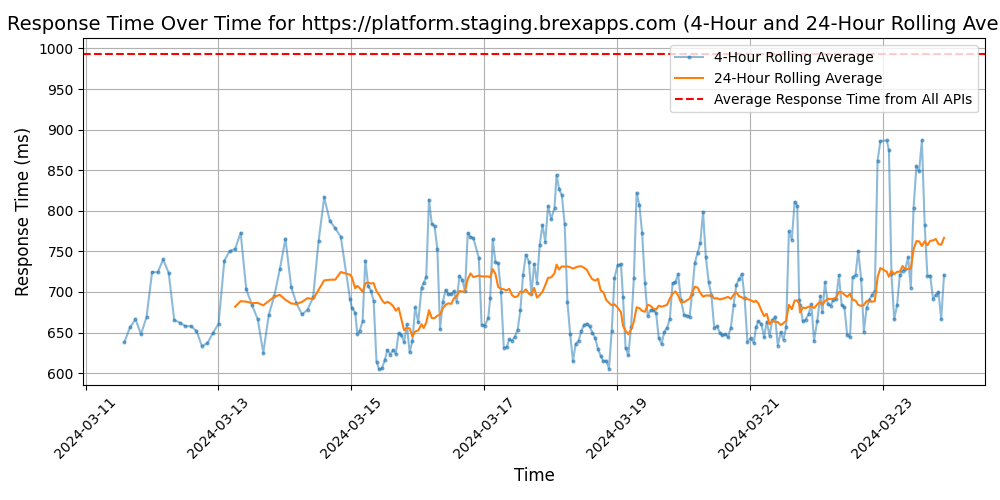 Response Time Over Time for https://platform.staging.brexapps.com (4-Hour and 24-Hour Rolling Ave
1000
950
900
850
800
750
700
650
600
Response Time (ms)
4-Hour Rolling Average
24-Hour Rolling Average
Average Response Time from All APIs
2024-03-11
2024-03-13
2024-03-15
2024-03-17
2024-03-19
2024-03-21
2024-03-23
Time